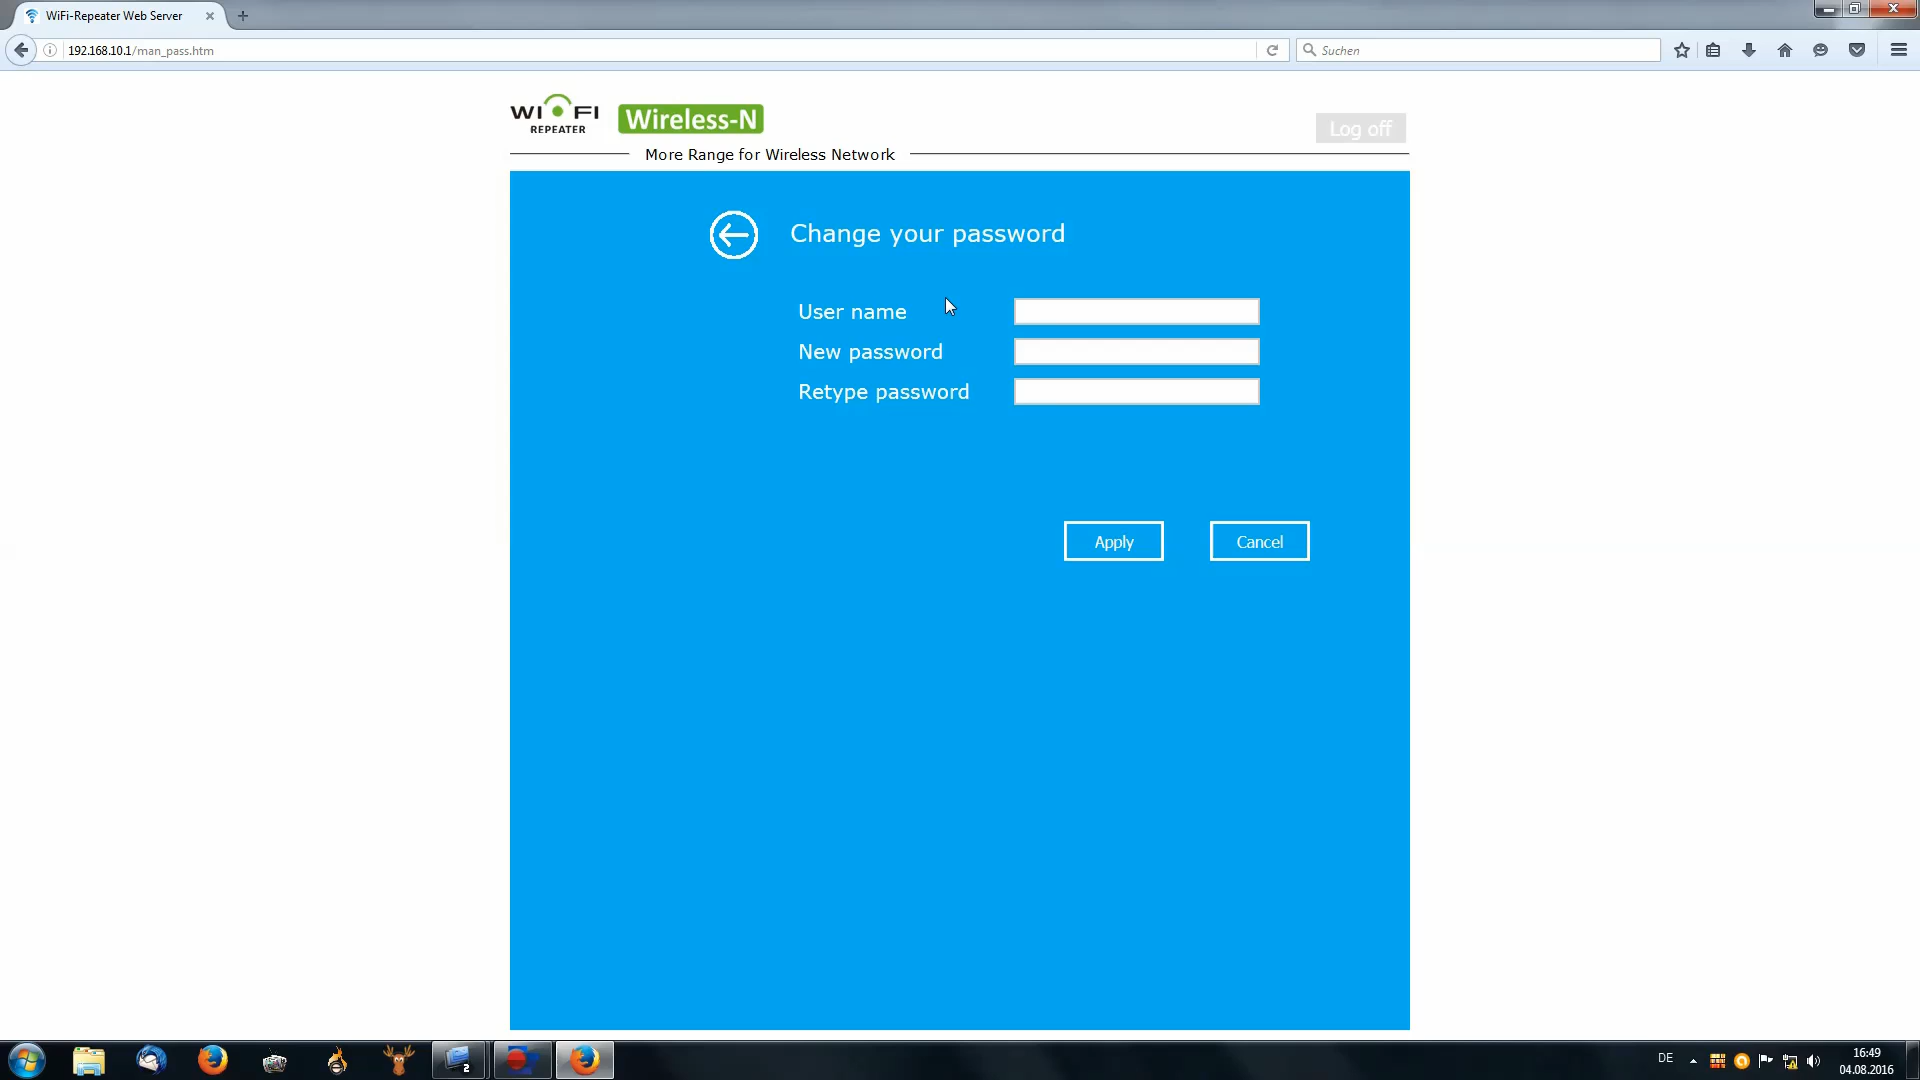 WiFi-Repeater Web Server
192.168.10.1/man_pass.htm
Suchen
WI FI
REPEATER
Wireless-N
Log off
More Range for Wireless Network
Change your password
User name
New password
Retype password
Apply
Cancel
2
DE
16:49
04.08.2016